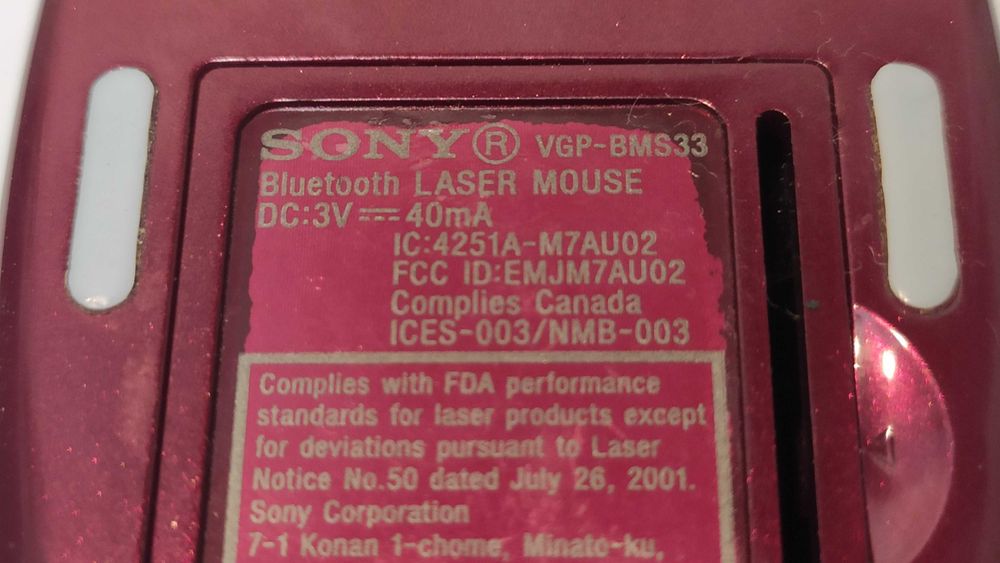 SONY® VGP-BMS33
Bluetooth LASER MOUSE
DC:3V⎓40mA
IC:4251A-M7AU02
FCC ID:EMJM7AU02
Complies Canada
ICES-003/NMB-003
Complies with FDA performance
standards for laser products except
for deviations pursuant to Laser
Notice No.50 dated July 26, 2001.
Sony Corporation
7-1 Konan 1-chome, Minato-ku,